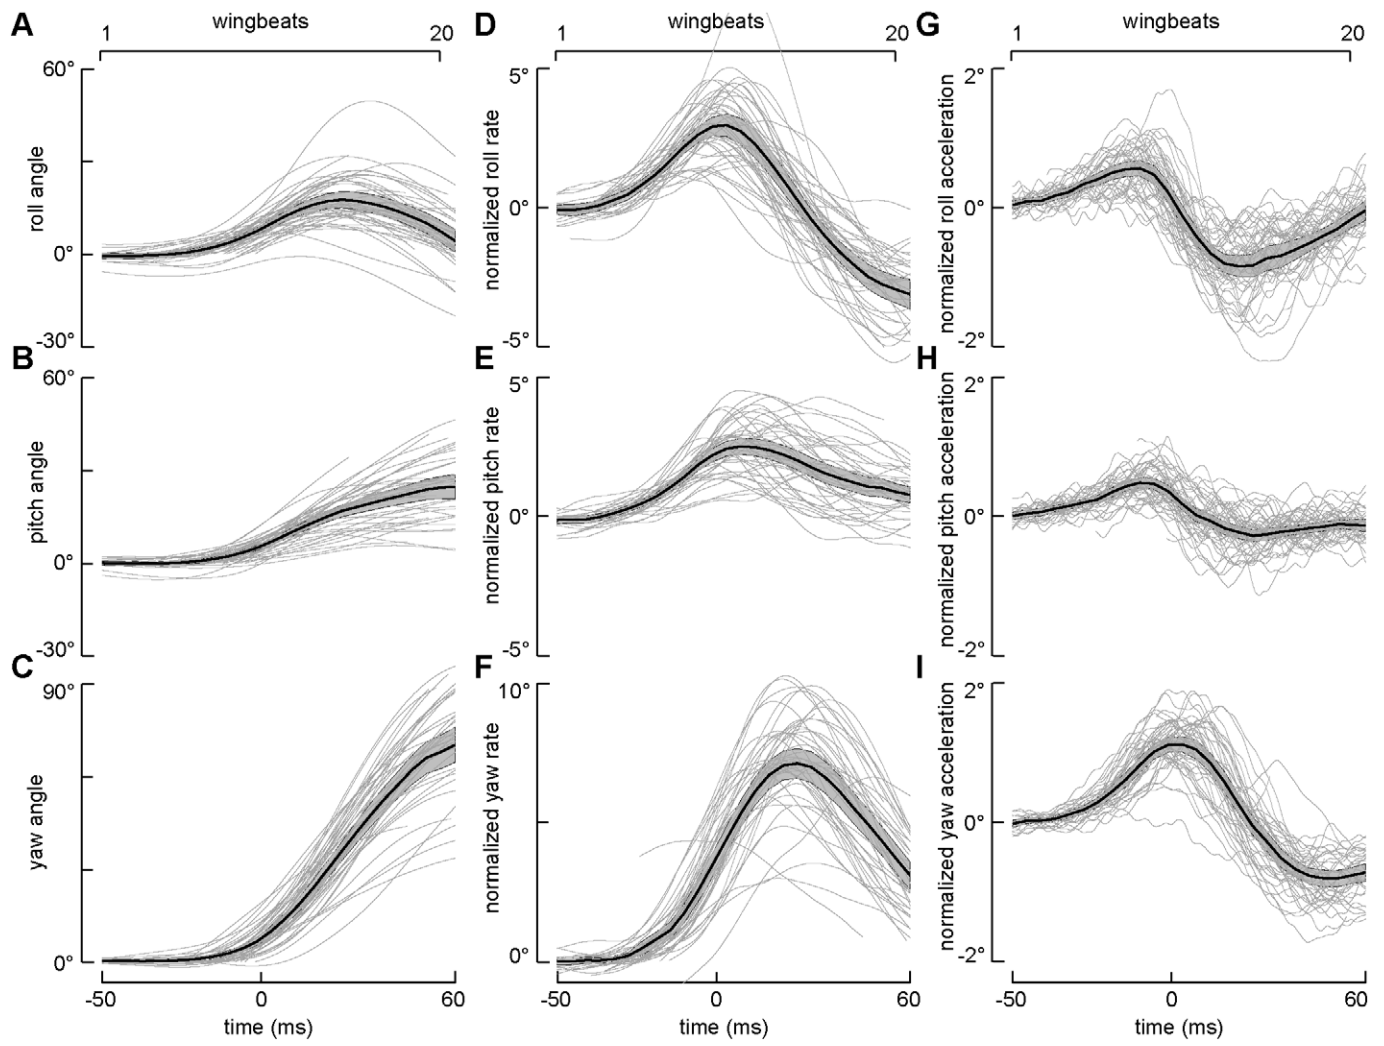 A wingbeats D wingbeats G wingbeats
1 20 1 20 1 20
60° 5° 2°
roll angle normalized roll rate normalized roll acceleration
0° 0° 0°
-30° -5° -2°
B E H
60° 5° 2°
pitch angle normalized pitch rate normalized pitch acceleration
0° 0° 0°
-30° -5° -2°
C F I
90° 10° 2°
yaw angle normalized yaw rate normalized yaw acceleration
0° 0° 0°
-2°
-50 0 60 -50 0 60 -50 0 60
time (ms) time (ms) time (ms)